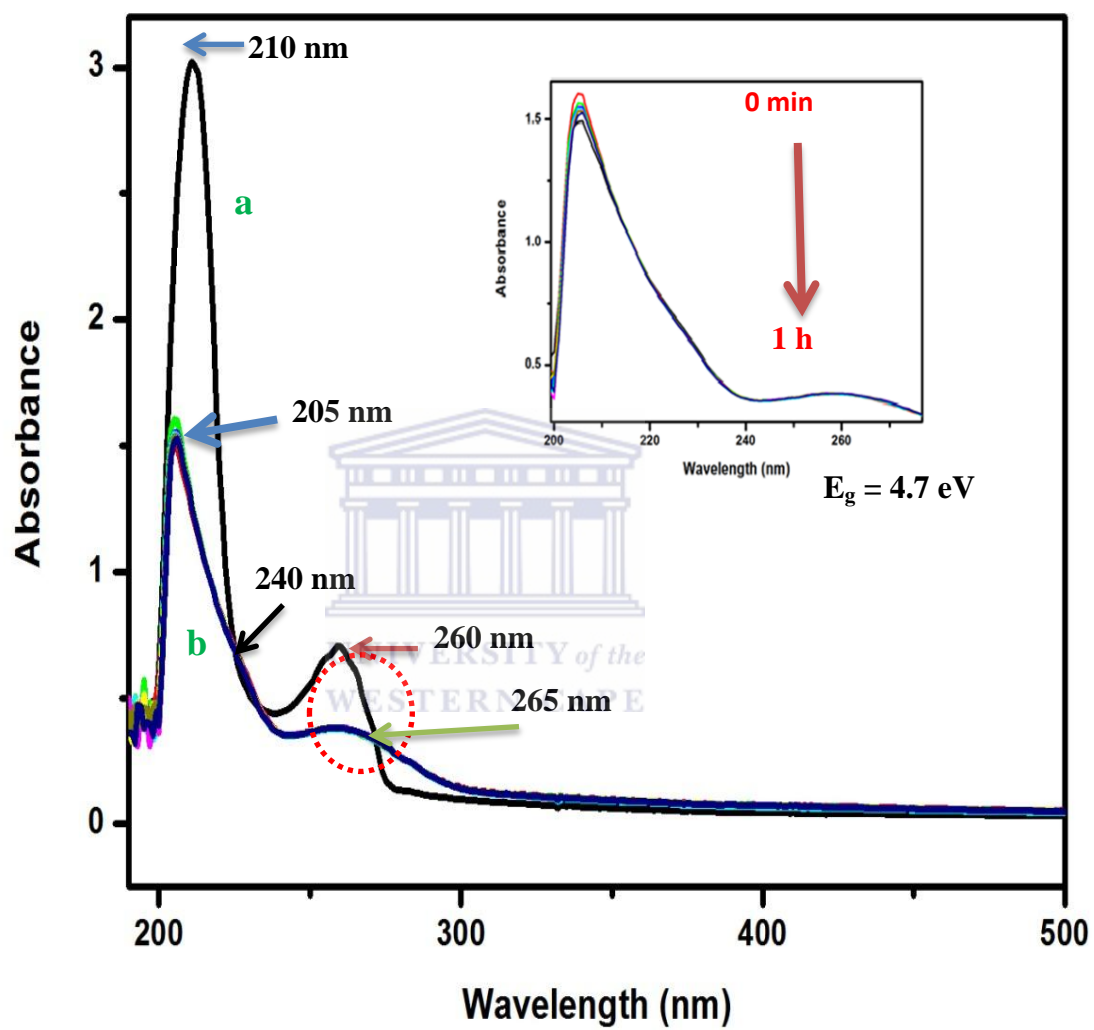 210 nm
3
a
0 min
1.5
1.0
0.5
Absorbance
1 h
200
220
240
260
Wavelength (nm)
E_g = 4.7 eV
2
205 nm
Absorbance
1
240 nm
b
260 nm
UNIVERSITY of the
WESTERN CAPE
265 nm
0
200
300
400
500
Wavelength (nm)